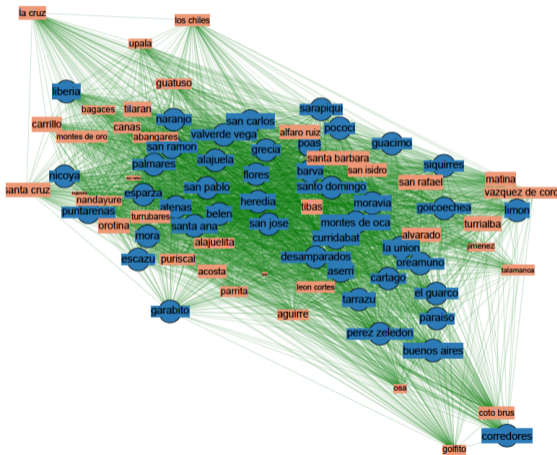 la cruz
los chiles
upala
guatuso
liberia
bagaces
tilaran
sarapiqui
carrillo
canas
naranjo
san carlos
pococi
montes de oro
abangares
valverde vega
alfaro ruiz
poas
guacimo
san ramon
grecia
palmares
alajuela
santa barbara
siquirres
nicoya
flores
barva
san isidro
san rafael
matina
santa cruz
esparza
san pablo
santo domingo
vazquez de coro
nandayure
heredia
moravia
puntarenas
atenas
belen
tibas
goicoechea
limon
turrubares
orotina
santa ana
san jose
montes de oca
turrialba
mora
alajuelita
curridabat
alvarado
la union
jimenez
escazu
puriscal
desamparados
oreamuno
acosta
aserri
cartago
talamanca
parrita
leon cortes
tarrazu
el guarco
garabito
aguirre
paraiso
perez zeledon
buenos aires
osa
coto brus
corredores
golfito